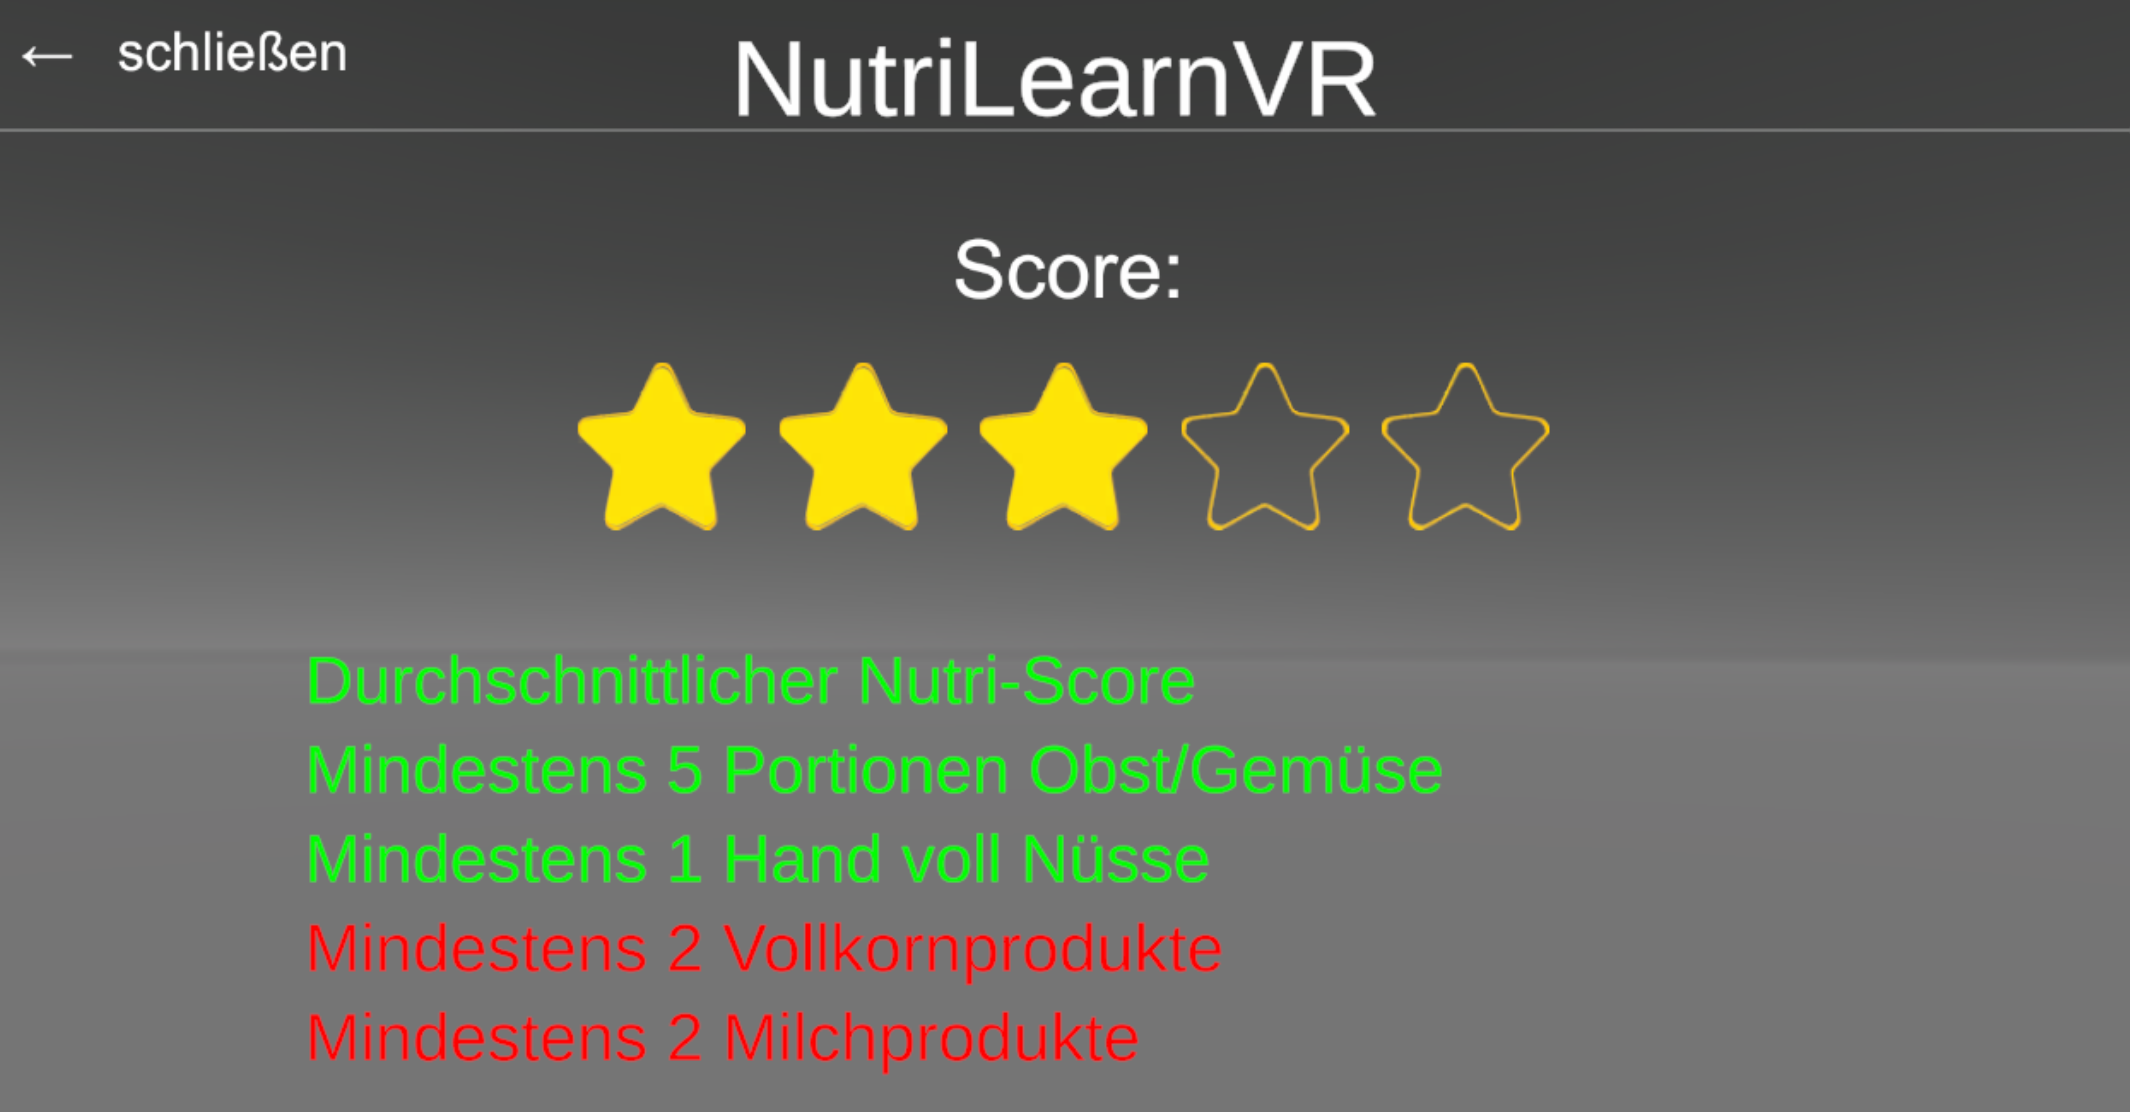 ← schließen
NutriLearnVR
Score:
Durchschnittlicher Nutri-Score
Mindestens 5 Portionen Obst/Gemüse
Mindestens 1 Hand voll Nüsse
Mindestens 2 Vollkornprodukte
Mindestens 2 Milchprodukte